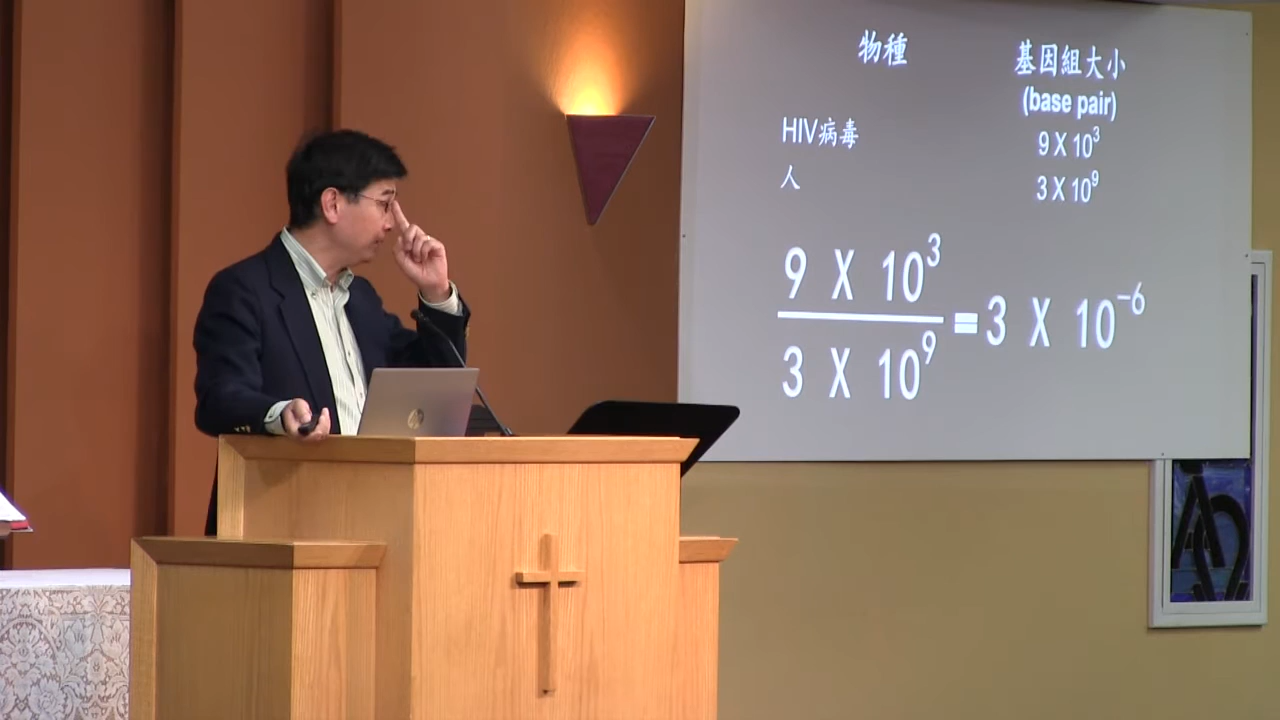 物種 基因組大小
(base pair)
HIV病毒 9 X 10³
人 3 X 10⁹
9 X 10³
3 X 10⁹
= 3 X 10⁻⁶
hp